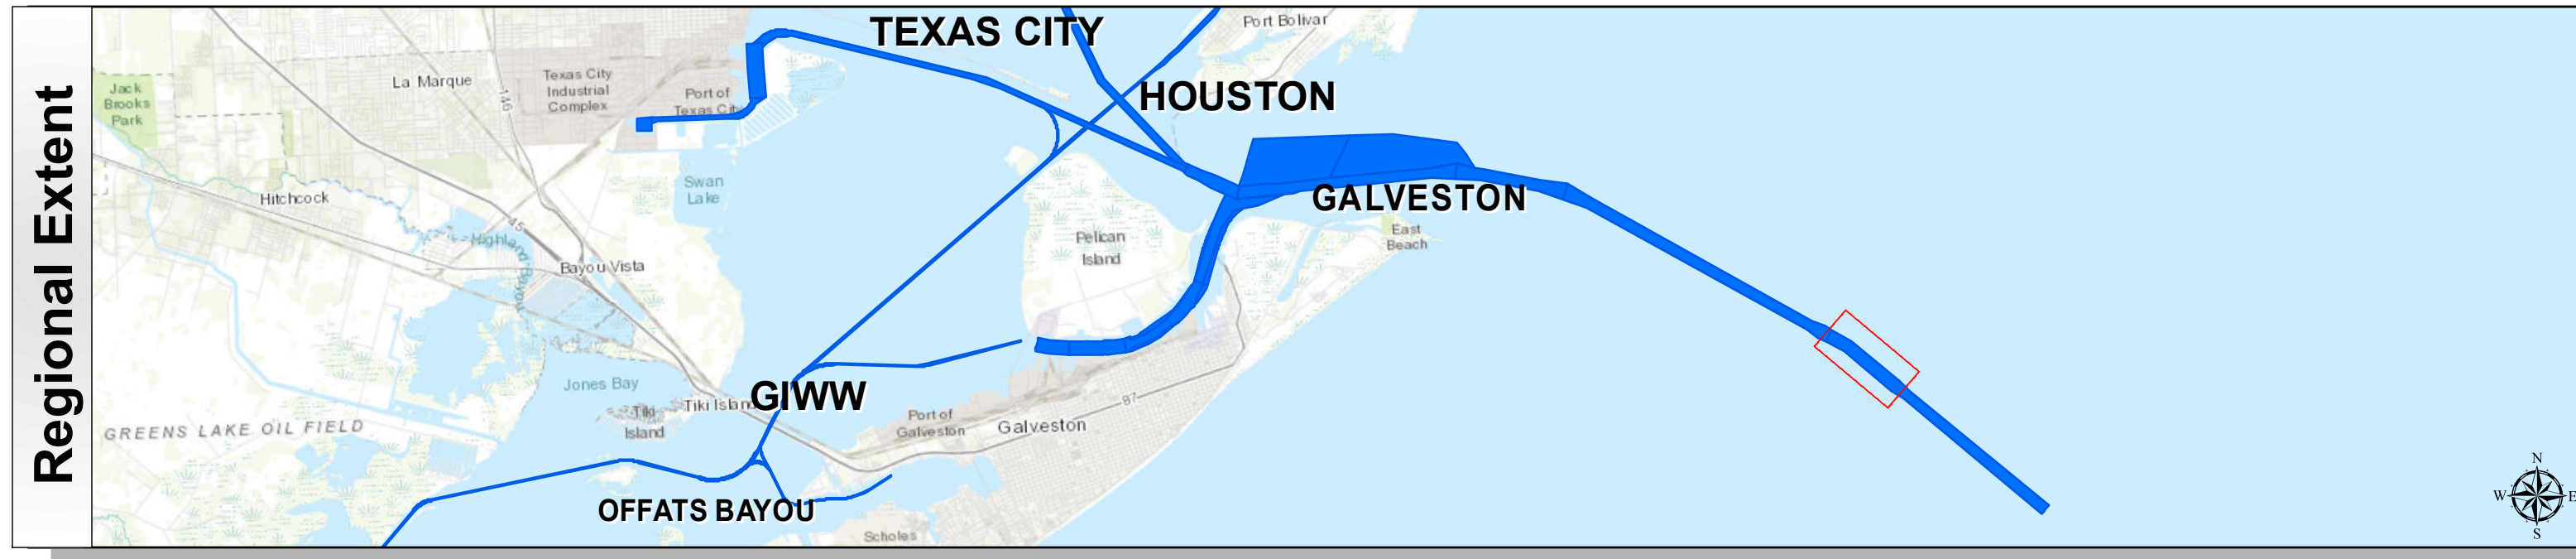 Regional Extent
TEXAS CITY
Port Bolivar
La Marque
Texas City
Industrial
Complex
146
Jack
Brooks
Park
Port of
Texas City
HOUSTON
Swan
Lake
Hitchcock
GALVESTON
45
East
Beach
Pelican
Island
Highland Bayou
Bayou Vista
Jones Bay
Tiki Island
Tiki
Island
GIWW
87
Port of
Galveston
Galveston
GREENS LAKE OIL FIELD
OFFATS BAYOU
Scholes
N
W
E
S